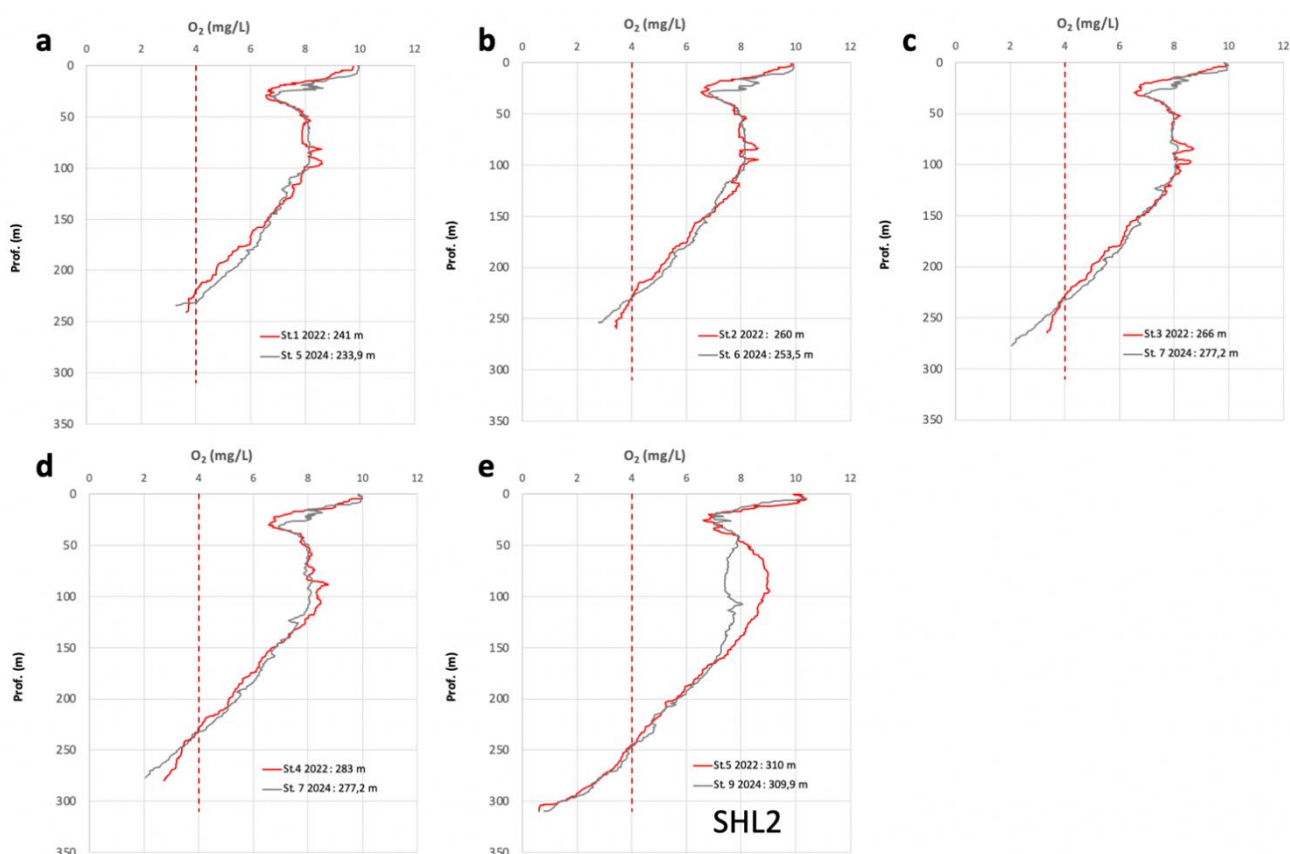 a
O₂ (mg/L)
0 2 4 6 8 10 12
0
50
100
150
200
250
300
350
Prof. (m)
St.1 2022 : 241 m
St. 5 2024 : 233,9 m
b
O₂ (mg/L)
0 2 4 6 8 10 12
0
50
100
150
200
250
300
350
Prof. (m)
St.2 2022 : 260 m
St. 6 2024 : 253,5 m
c
O₂ (mg/L)
0 2 4 6 8 10 12
0
50
100
150
200
250
300
350
Prof. (m)
St.3 2022 : 266 m
St. 7 2024 : 277,2 m
d
O₂ (mg/L)
0 2 4 6 8 10 12
0
50
100
150
200
250
300
350
Prof. (m)
St.4 2022 : 283 m
St. 7 2024 : 277,2 m
e
O₂ (mg/L)
0 2 4 6 8 10 12
0
50
100
150
200
250
300
350
Prof. (m)
St.5 2022 : 310 m
St. 9 2024 : 309,9 m
SHL2